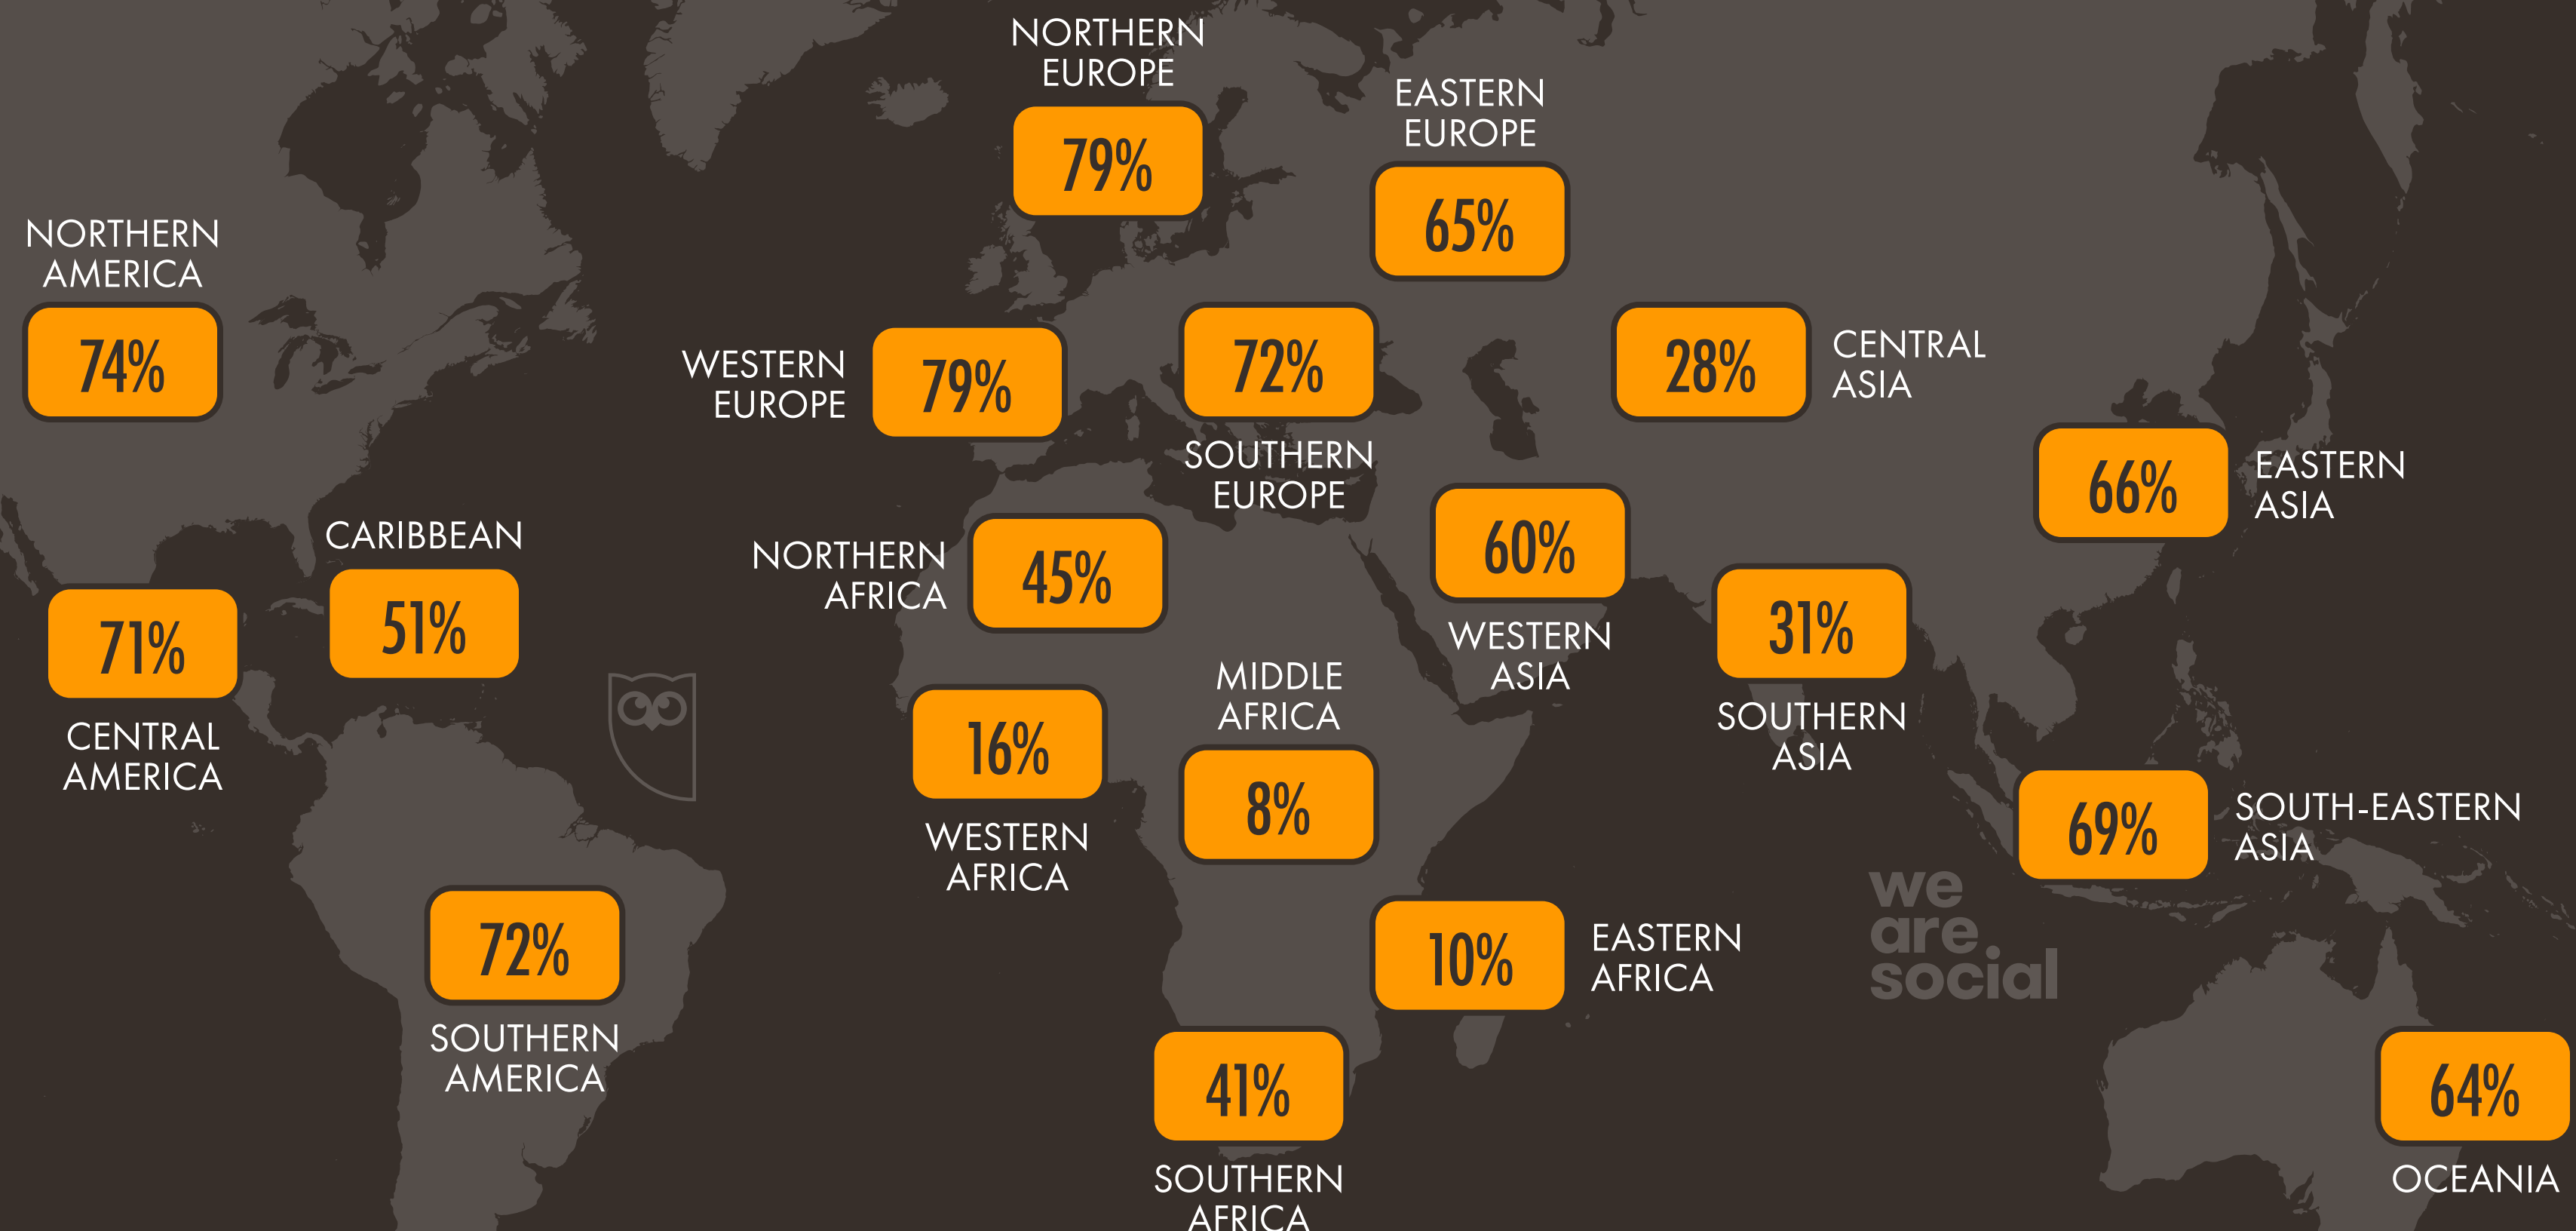 NORTHERN
EUROPE
79%
EASTERN
EUROPE
65%
NORTHERN
AMERICA
74%
WESTERN
EUROPE
79%
72%
SOUTHERN
EUROPE
28%
CENTRAL
ASIA
66%
EASTERN
ASIA
CARIBBEAN
51%
71%
CENTRAL
AMERICA
NORTHERN
AFRICA
45%
60%
WESTERN
ASIA
31%
SOUTHERN
ASIA
16%
WESTERN
AFRICA
MIDDLE
AFRICA
8%
69%
SOUTH-EASTERN
ASIA
72%
SOUTHERN
AMERICA
10%
EASTERN
AFRICA
we
are
social
41%
SOUTHERN
AFRICA
64%
OCEANIA